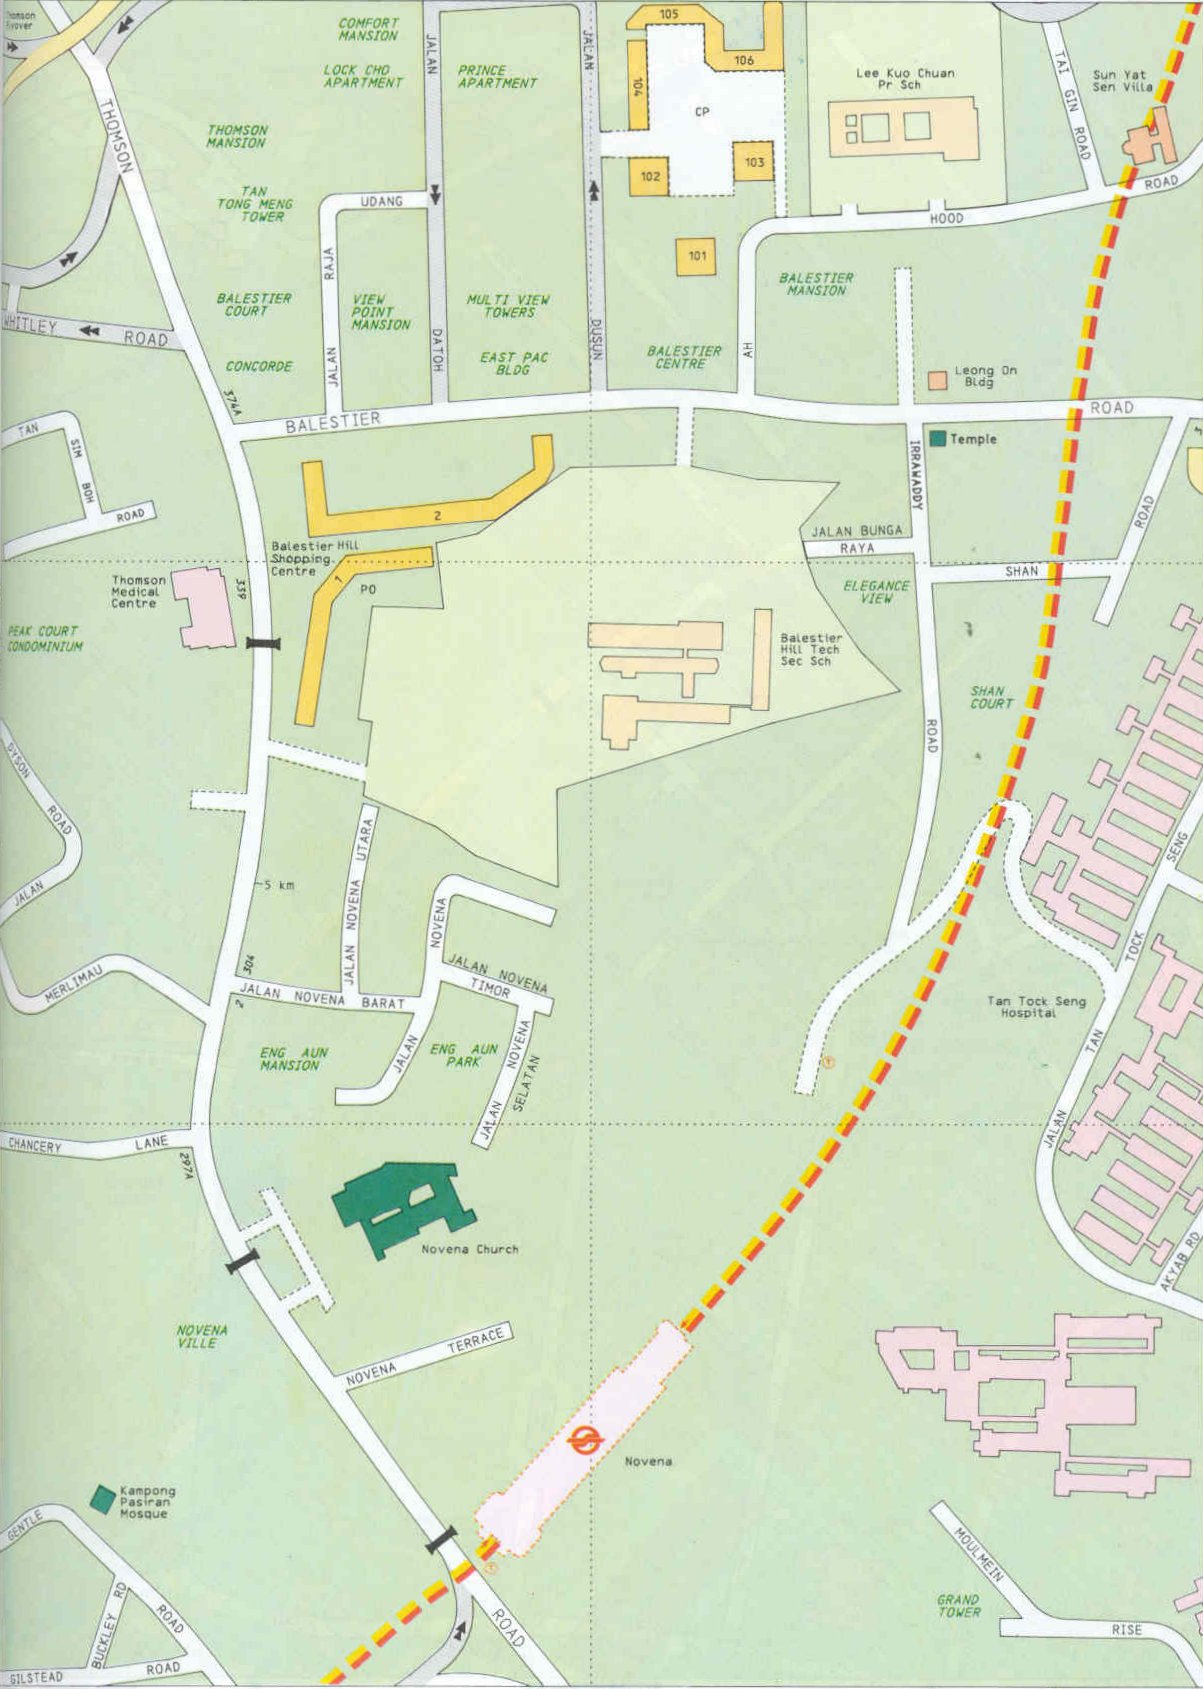 Thomson
Flyover
COMFORT
MANSION
JALAN
JALAN
105
106
104
CP
Lee Kuo Chuan
Pr Sch
TAI GIN ROAD
Sun Yat
Sen Villa
LOCK CHO
APARTMENT
PRINCE
APARTMENT
THOMSON
THOMSON
MANSION
102
103
ROAD
TAN
TONG MENG
TOWER
UDANG
HOOD
RAJA
101
BALESTIER
MANSION
BALESTIER
COURT
VIEW
POINT
MANSION
MULTI VIEW
TOWERS
WHITLEY
ROAD
DATOH
DUSUN
AH
CONCORDE
JALAN
EAST PAC
BLDG
BALESTIER
CENTRE
Leong On
Bldg
374A
BALESTIER
ROAD
TAN
SIM
BOH
ROAD
Temple
IRRAWADDY
2
ROAD
JALAN BUNGA
RAYA
Balestier Hill
Shopping
Centre
1
PO
SHAN
Thomson
Medical
Centre
339
ELEGANCE
VIEW
PEAK COURT
CONDOMINIUM
Balestier
Hill Tech
Sec Sch
SHAN
COURT
ROAD
DYSON
ROAD
JALAN
JALAN NOVENA UTARA
SENG
5 km
NOVENA
TOCK
304
2
MERLIMAU
JALAN NOVENA
TIMOR
JALAN NOVENA BARAT
Tan Tock Seng
Hospital
TAN
ENG AUN
MANSION
JALAN
ENG AUN
PARK
JALAN NOVENA
SELATAN
JALAN
CHANCERY
LANE
297A
Novena Church
AKYAB RD
NOVENA
VILLE
NOVENA
TERRACE
Novena
Kampong
Pasiran
Mosque
GENTLE
ROAD
MOULMEIN
RISE
GRAND
TOWER
BUCKLEY RD
ROAD
GILSTEAD
ROAD